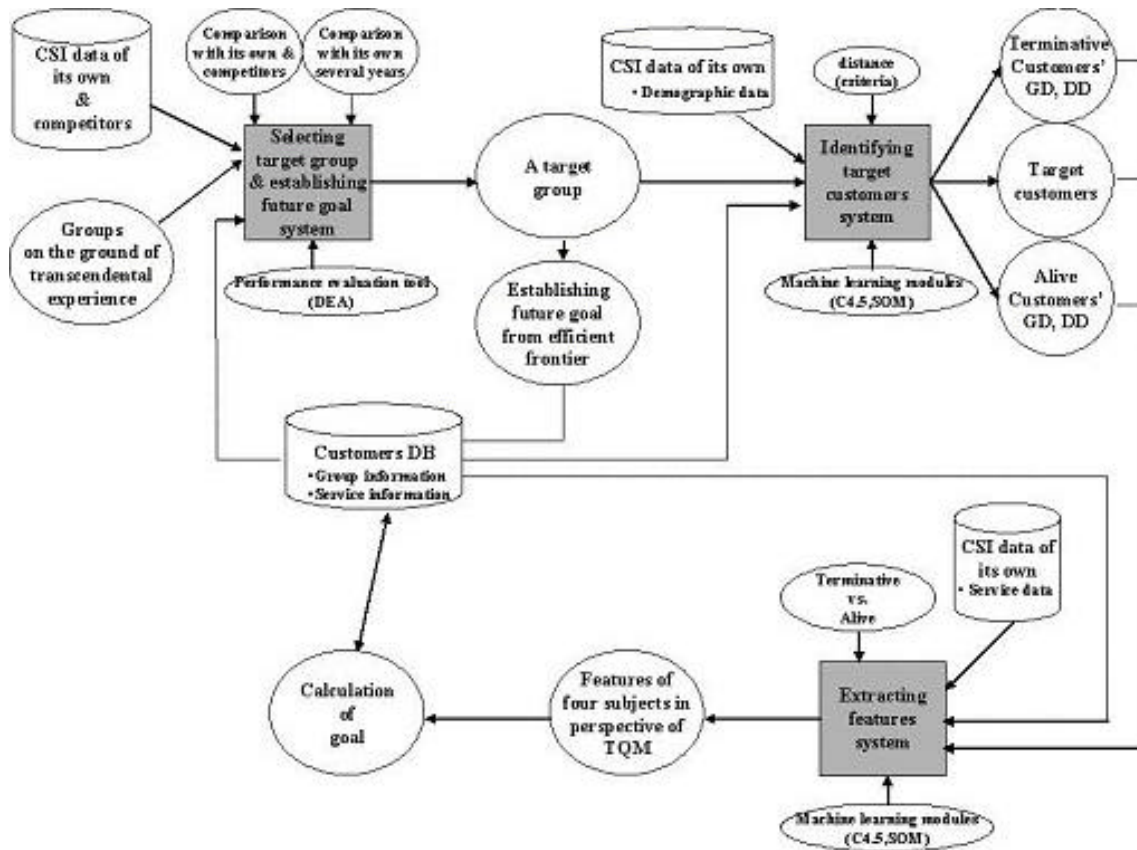 CSI data of
its own
&
competitors
Comparison
with its own &
competitors
Comparison
with its own
several years
Selecting
target group
& establishing
future goal
system
Groups
on the ground of
transcendental
experience
Performance evaluation tool
(DEA)
A target
group
Establishing
future goal
from efficient
frontier
CSI data of its own
• Demographic data
distance
(criteria)
Identifying
target
customers
system
Machine learning modules
(C4.5,SOM)
Terminative
Customers'
GD, DD
Target
customers
Alive
Customers'
GD, DD
Customers DB
• Group information
• Service information
CSI data of
its own
• Service data
Terminative
vs.
Alive
Extracting
features
system
Machine learning modules
(C4.5,SOM)
Features of
four subjects in
perspective of
TQM
Calculation
of
goal